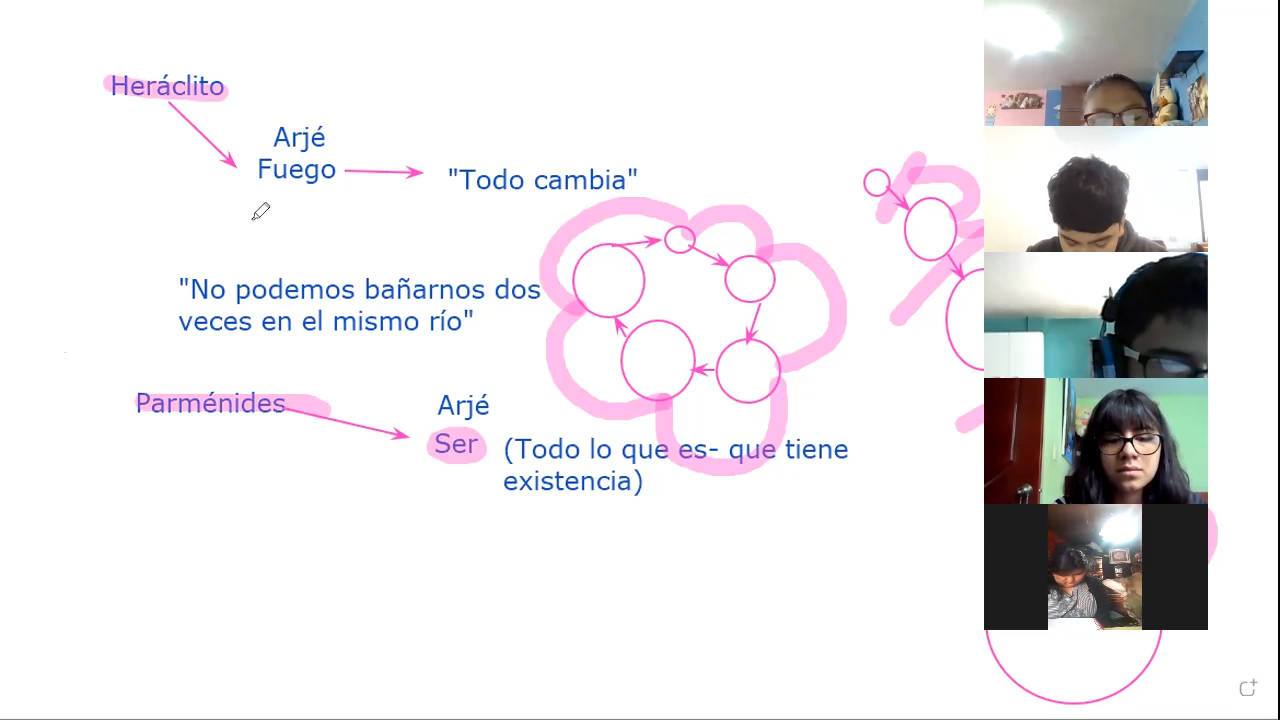 Heráclito
Arjé
Fuego
"Todo cambia"
"No podemos bañarnos dos
veces en el mismo río"
Parménides
Arjé
Ser
(Todo lo que es- que tiene
existencia)